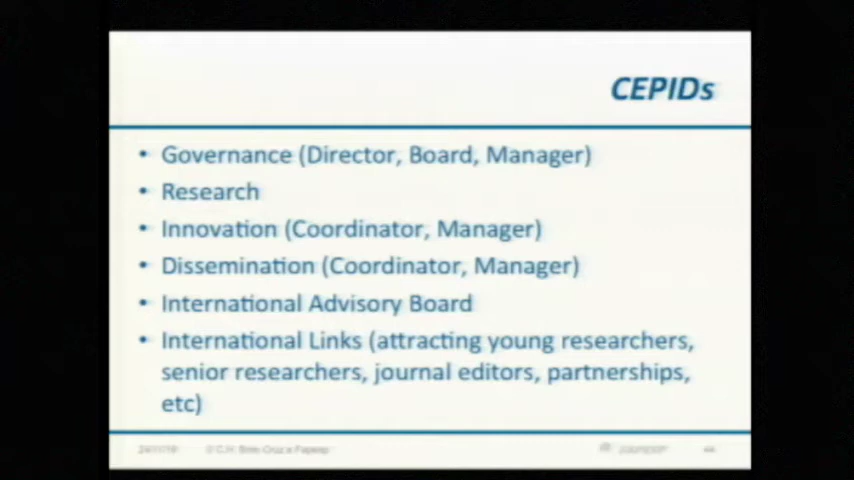 CEPIDs
• Governance (Director, Board, Manager)
• Research
• Innovation (Coordinator, Manager)
• Dissemination (Coordinator, Manager)
• International Advisory Board
• International Links (attracting young researchers,
senior researchers, journal editors, partnerships,
etc)